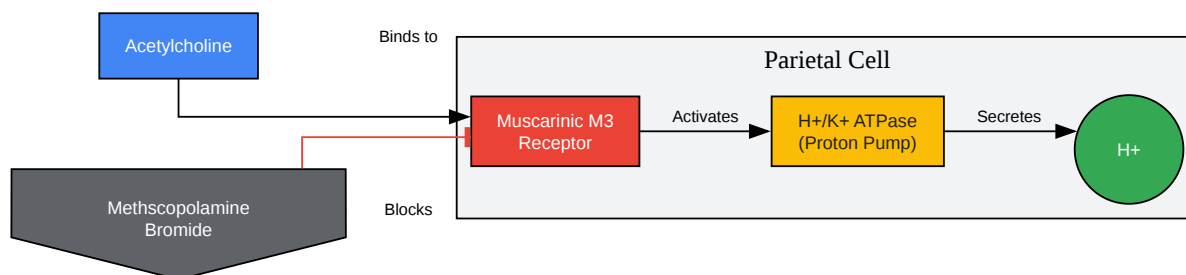 Acetylcholine
Binds to
Parietal Cell
Muscarinic M3
Receptor
Activates
H+/K+ ATPase
(Proton Pump)
Secretes
H+
Methscopolamine
Bromide
Blocks